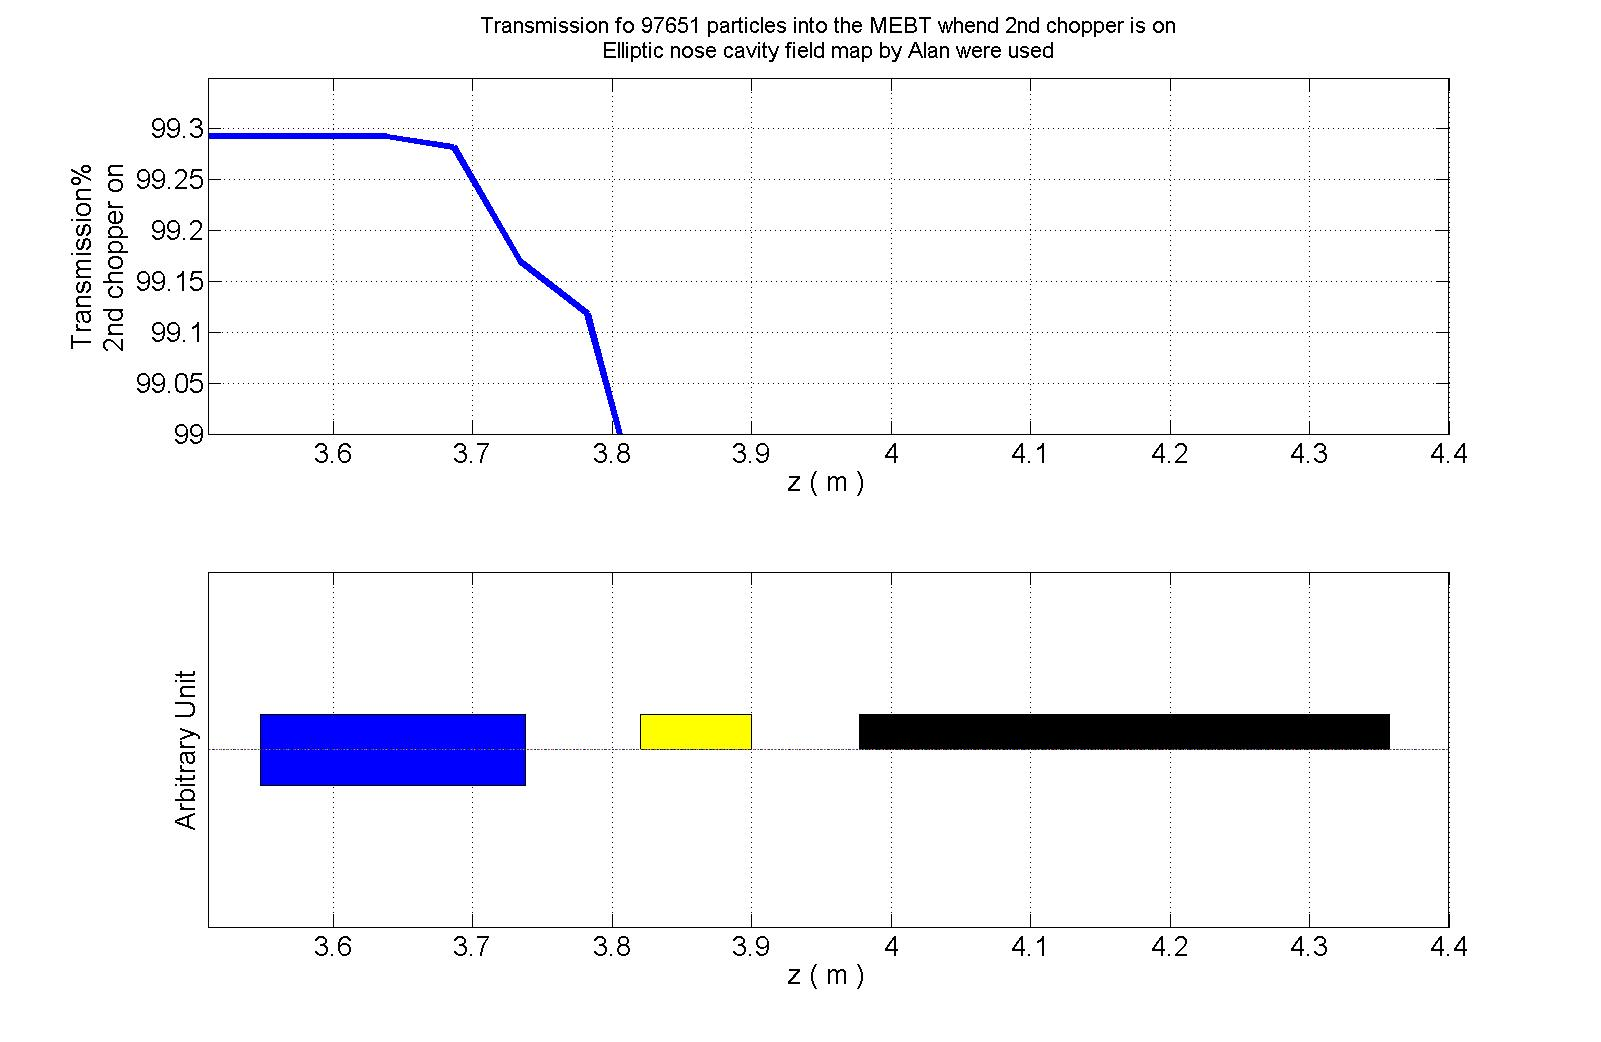 Transmission fo 97651 particles into the MEBT whend 2nd chopper is on
Elliptic nose cavity field map by Alan were used
Transmission%
2nd chopper on
99.3
99.25
99.2
99.15
99.1
99.05
99
3.6 3.7 3.8 3.9 4 4.1 4.2 4.3 4.4
z ( m )
Arbitrary Unit
3.6 3.7 3.8 3.9 4 4.1 4.2 4.3 4.4
z ( m )